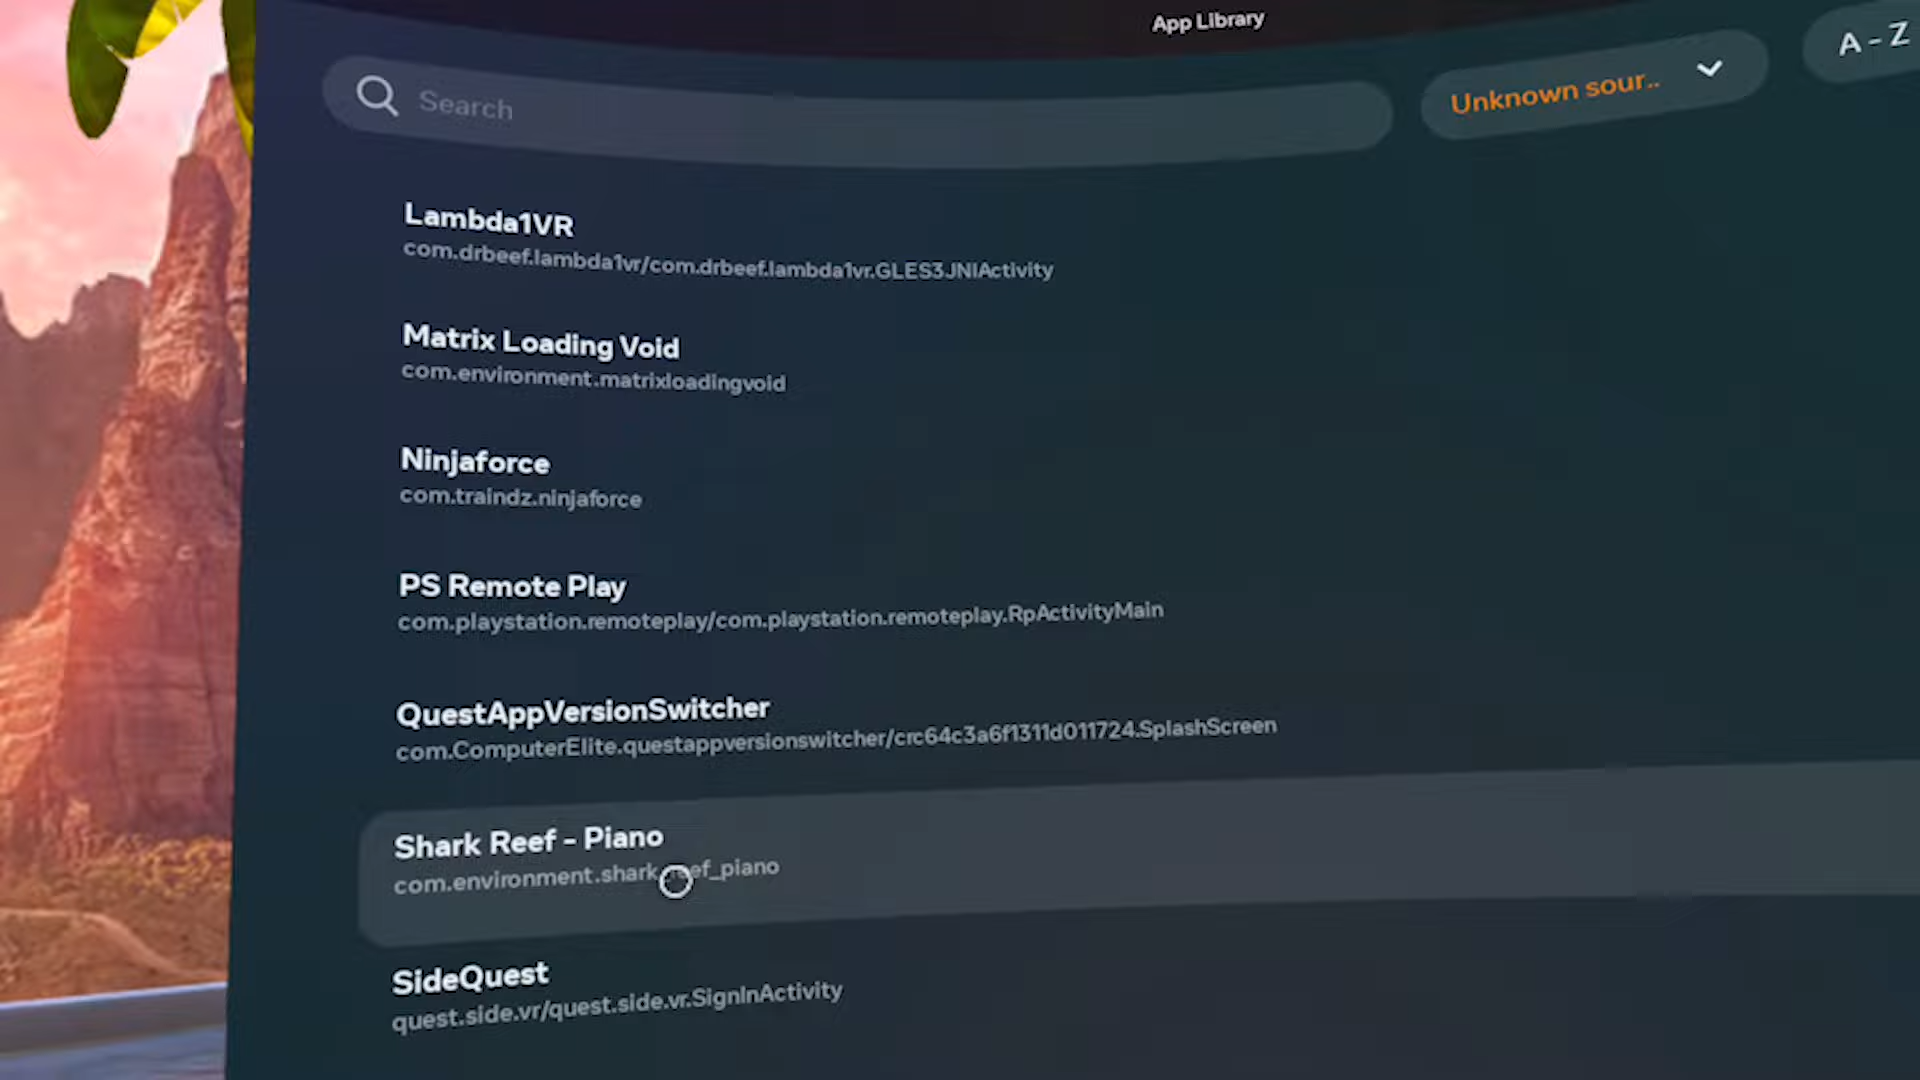 App Library
Search
Unknown sour..
A - Z
Lambda1VR
com.drbeef.lambda1vr/com.drbeef.lambda1vr.GLES3JNIActivity
Matrix Loading Void
com.environment.matrixloadingvoid
Ninjaforce
com.traindz.ninjaforce
PS Remote Play
com.playstation.remoteplay/com.playstation.remoteplay.RpActivityMain
QuestAppVersionSwitcher
com.ComputerElite.questappversionswitcher/crc64c3a6f1311d011724.SplashScreen
Shark Reef - Piano
com.environment.shark_reef_piano
SideQuest
quest.side.vr/quest.side.vr.SignInActivity